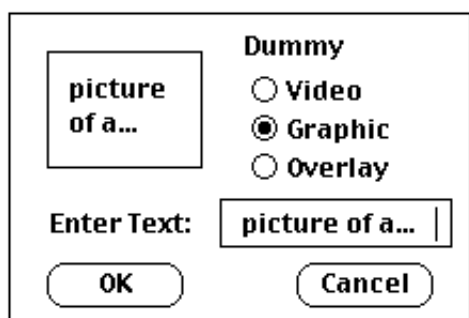 Dummy
picture
of a...
Video
Graphic
Overlay
Enter Text:
picture of a...
OK
Cancel